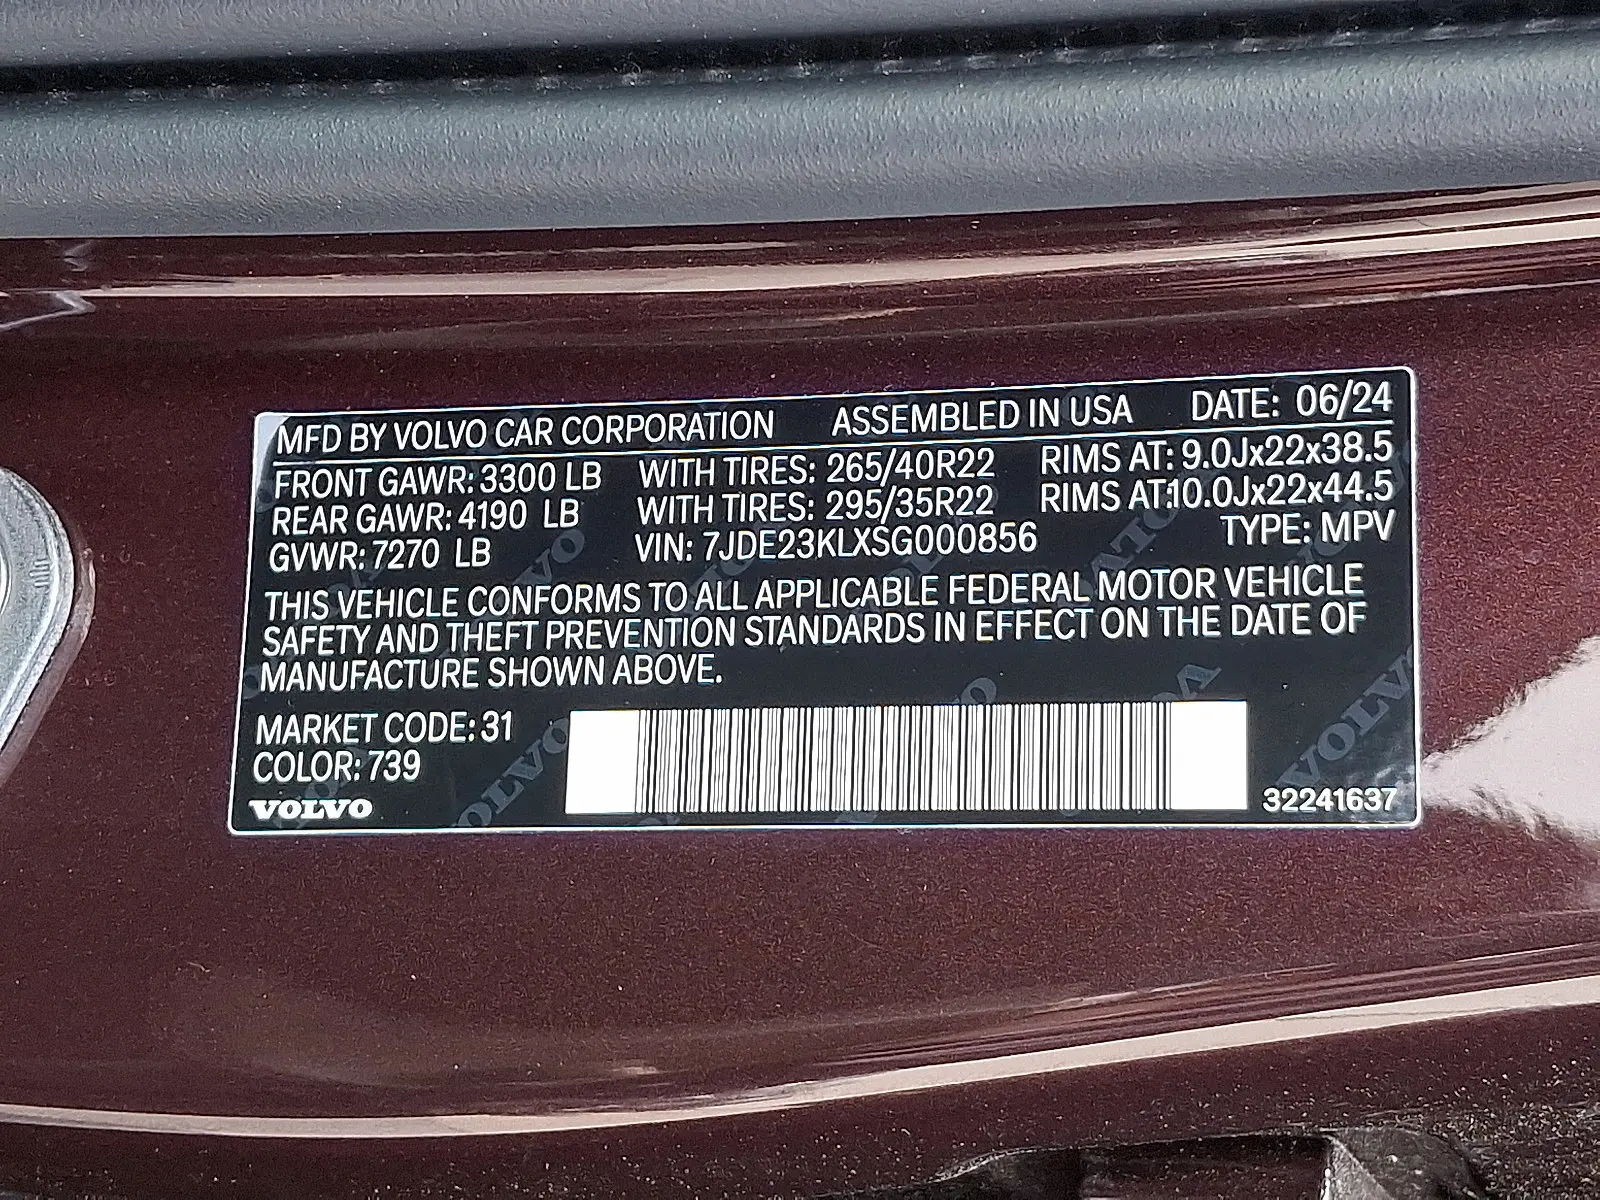 MFD BY VOLVO CAR CORPORATION ASSEMBLED IN USA DATE: 06/24
FRONT GAWR: 3300 LB WITH TIRES: 265/40R22 RIMS AT: 9.0Jx22x38.5
REAR GAWR: 4190 LB WITH TIRES: 295/35R22 RIMS AT:10.0Jx22x44.5
GVWR: 7270 LB VIN: 7JDE23KLXSG000856 TYPE: MPV
THIS VEHICLE CONFORMS TO ALL APPLICABLE FEDERAL MOTOR VEHICLE
SAFETY AND THEFT PREVENTION STANDARDS IN EFFECT ON THE DATE OF
MANUFACTURE SHOWN ABOVE.
MARKET CODE: 31
COLOR: 739
VOLVO
32241637